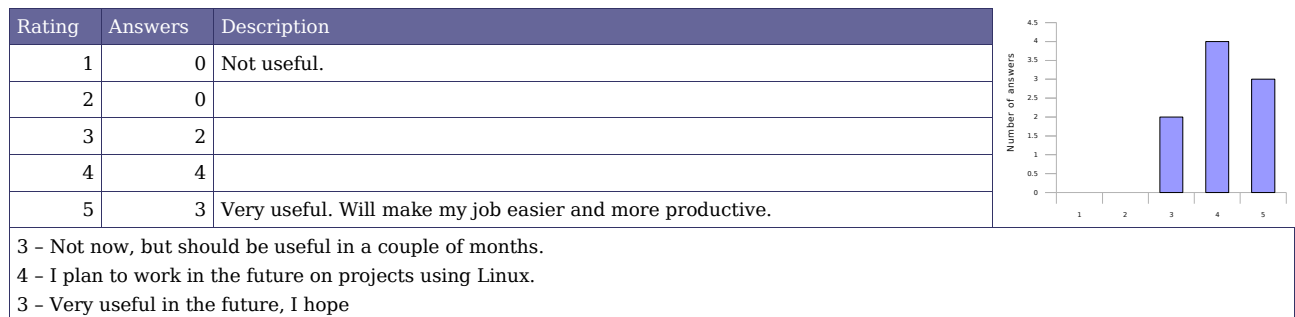 Rating Answers Description
1 0 Not useful.
2 0
3 2
4 4
5 3 Very useful. Will make my job easier and more productive.
Number of answers
4.5
4
3.5
3
2.5
2
1.5
1
0.5
0
1 2 3 4 5
3 – Not now, but should be useful in a couple of months.
4 – I plan to work in the future on projects using Linux.
3 – Very useful in the future, I hope